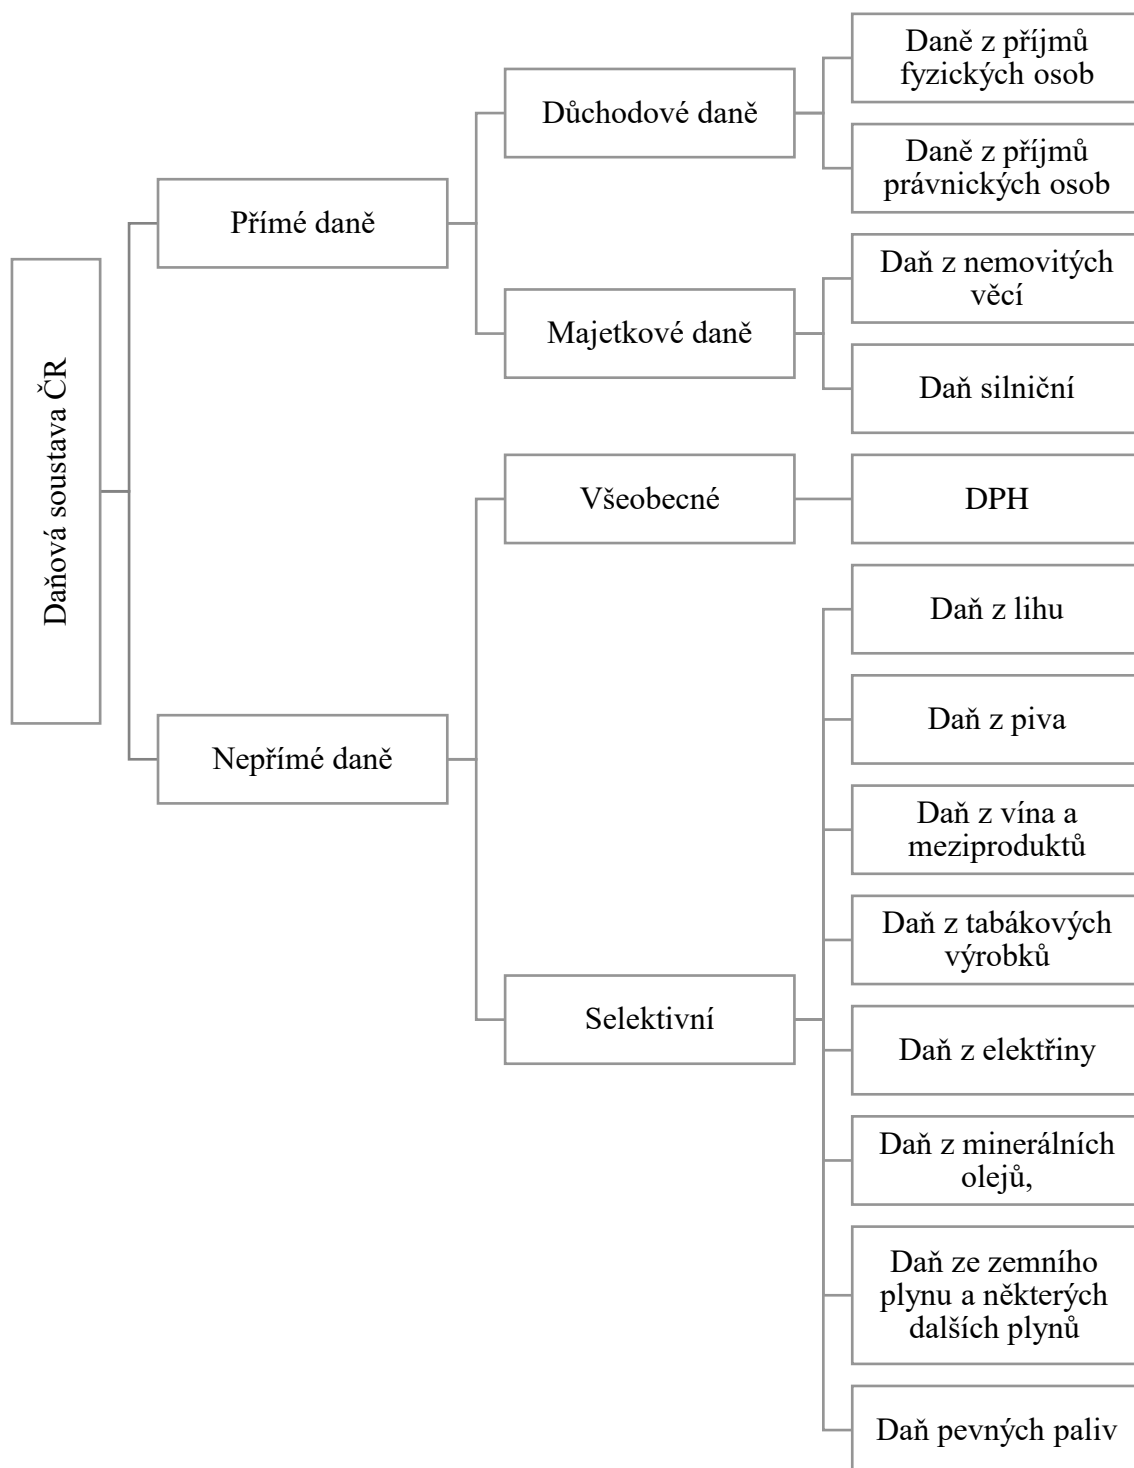 Daňová soustava ČR
Přímé daně
Důchodové daně
Daně z příjmů
fyzických osob
Daně z příjmů
právnických osob
Majetkové daně
Daň z nemovitých
věcí
Daň silniční
Nepřímé daně
Všeobecné
DPH
Selektivní
Daň z lihu
Daň z piva
Daň z vína a
meziproduktů
Daň z tabákových
výrobků
Daň z elektřiny
Daň z minerálních
olejů,
Daň ze zemního
plynu a některých
dalších plynů
Daň pevných paliv